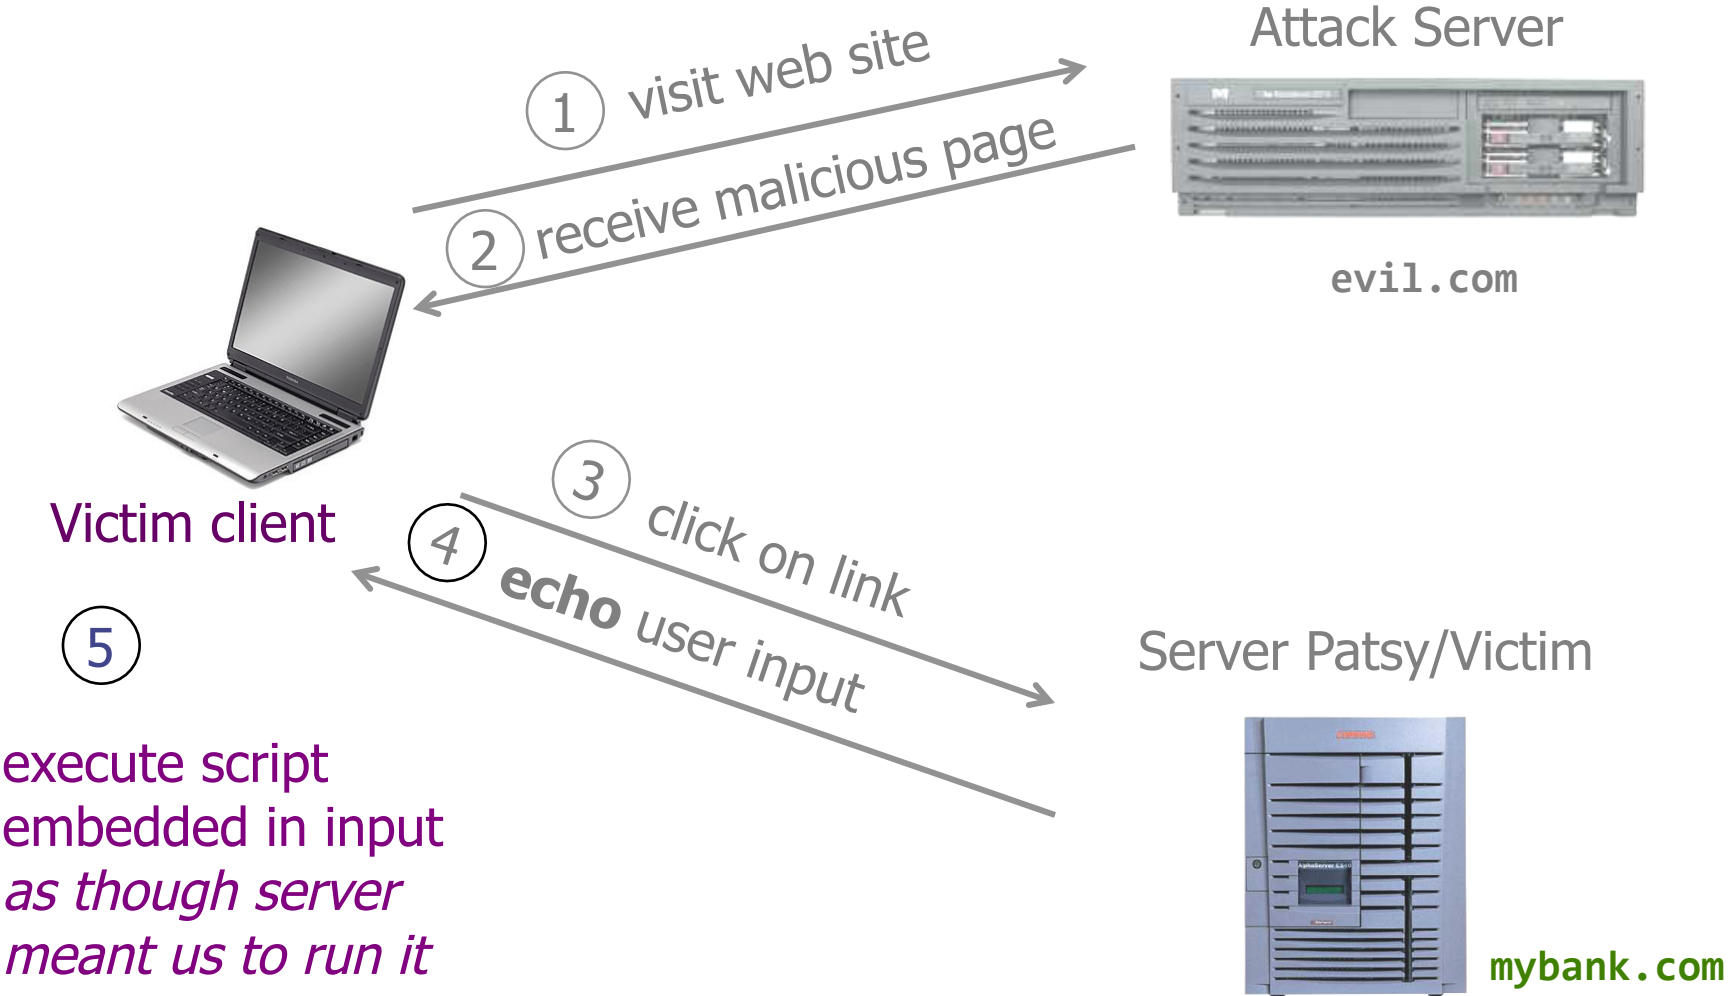 Attack Server
1 visit web site
2 receive malicious page
evil.com
Victim client
3 click on link
4 echo user input
Server Patsy/Victim
5
execute script
embedded in input
as though server
meant us to run it
mybank.com